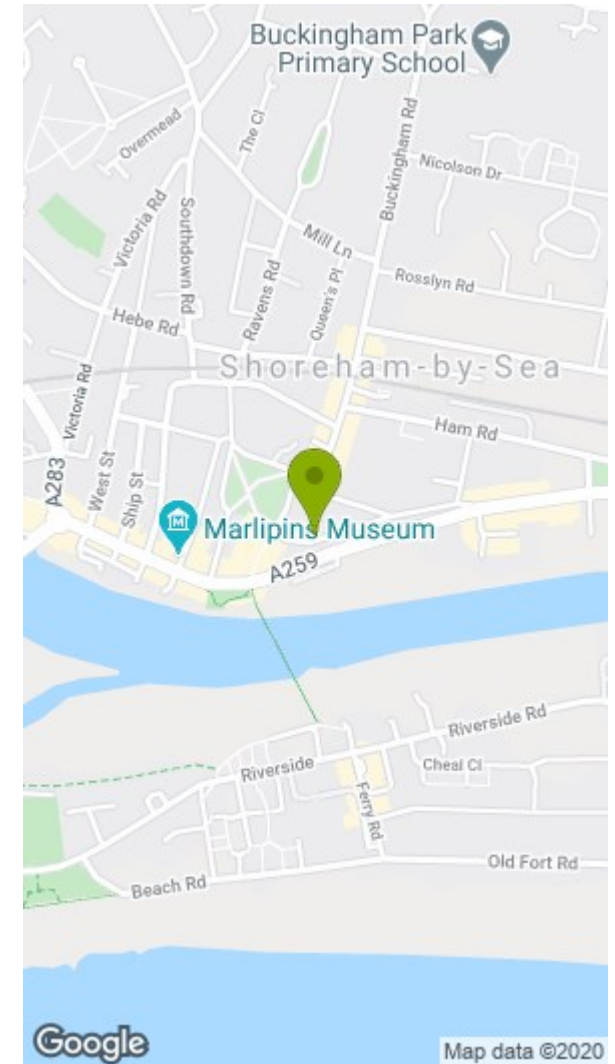 Buckingham Park
Primary School
Overmead
The Cl
Buckingham Rd
Nicolson Dr
Victoria Rd
Southdown Rd
Mill Ln
Ravens Rd
Queen's Pl
Rosslyn Rd
Hebe Rd
Shoreham-by-Sea
Victoria Rd
Ham Rd
A283
West St
Ship St
Marlipins Museum
A259
Riverside Rd
Riverside
Cheal Cl
Ferry Rd
Old Fort Rd
Beach Rd
Google
Map data ©2020